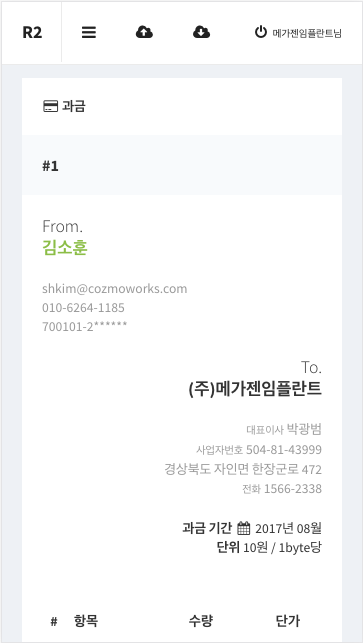 R2
메가젠임플란트님
과금
#1
From.
김소훈
shkim@cozmoworks.com
010-6264-1185
700101-2******
To.
(주)메가젠임플란트
대표이사 박광범
사업자번호 504-81-43999
경상북도 자인면 한장군로 472
전화 1566-2338
과금 기간 2017년 08월
단위 10원 / 1byte당
# 항목 수량 단가